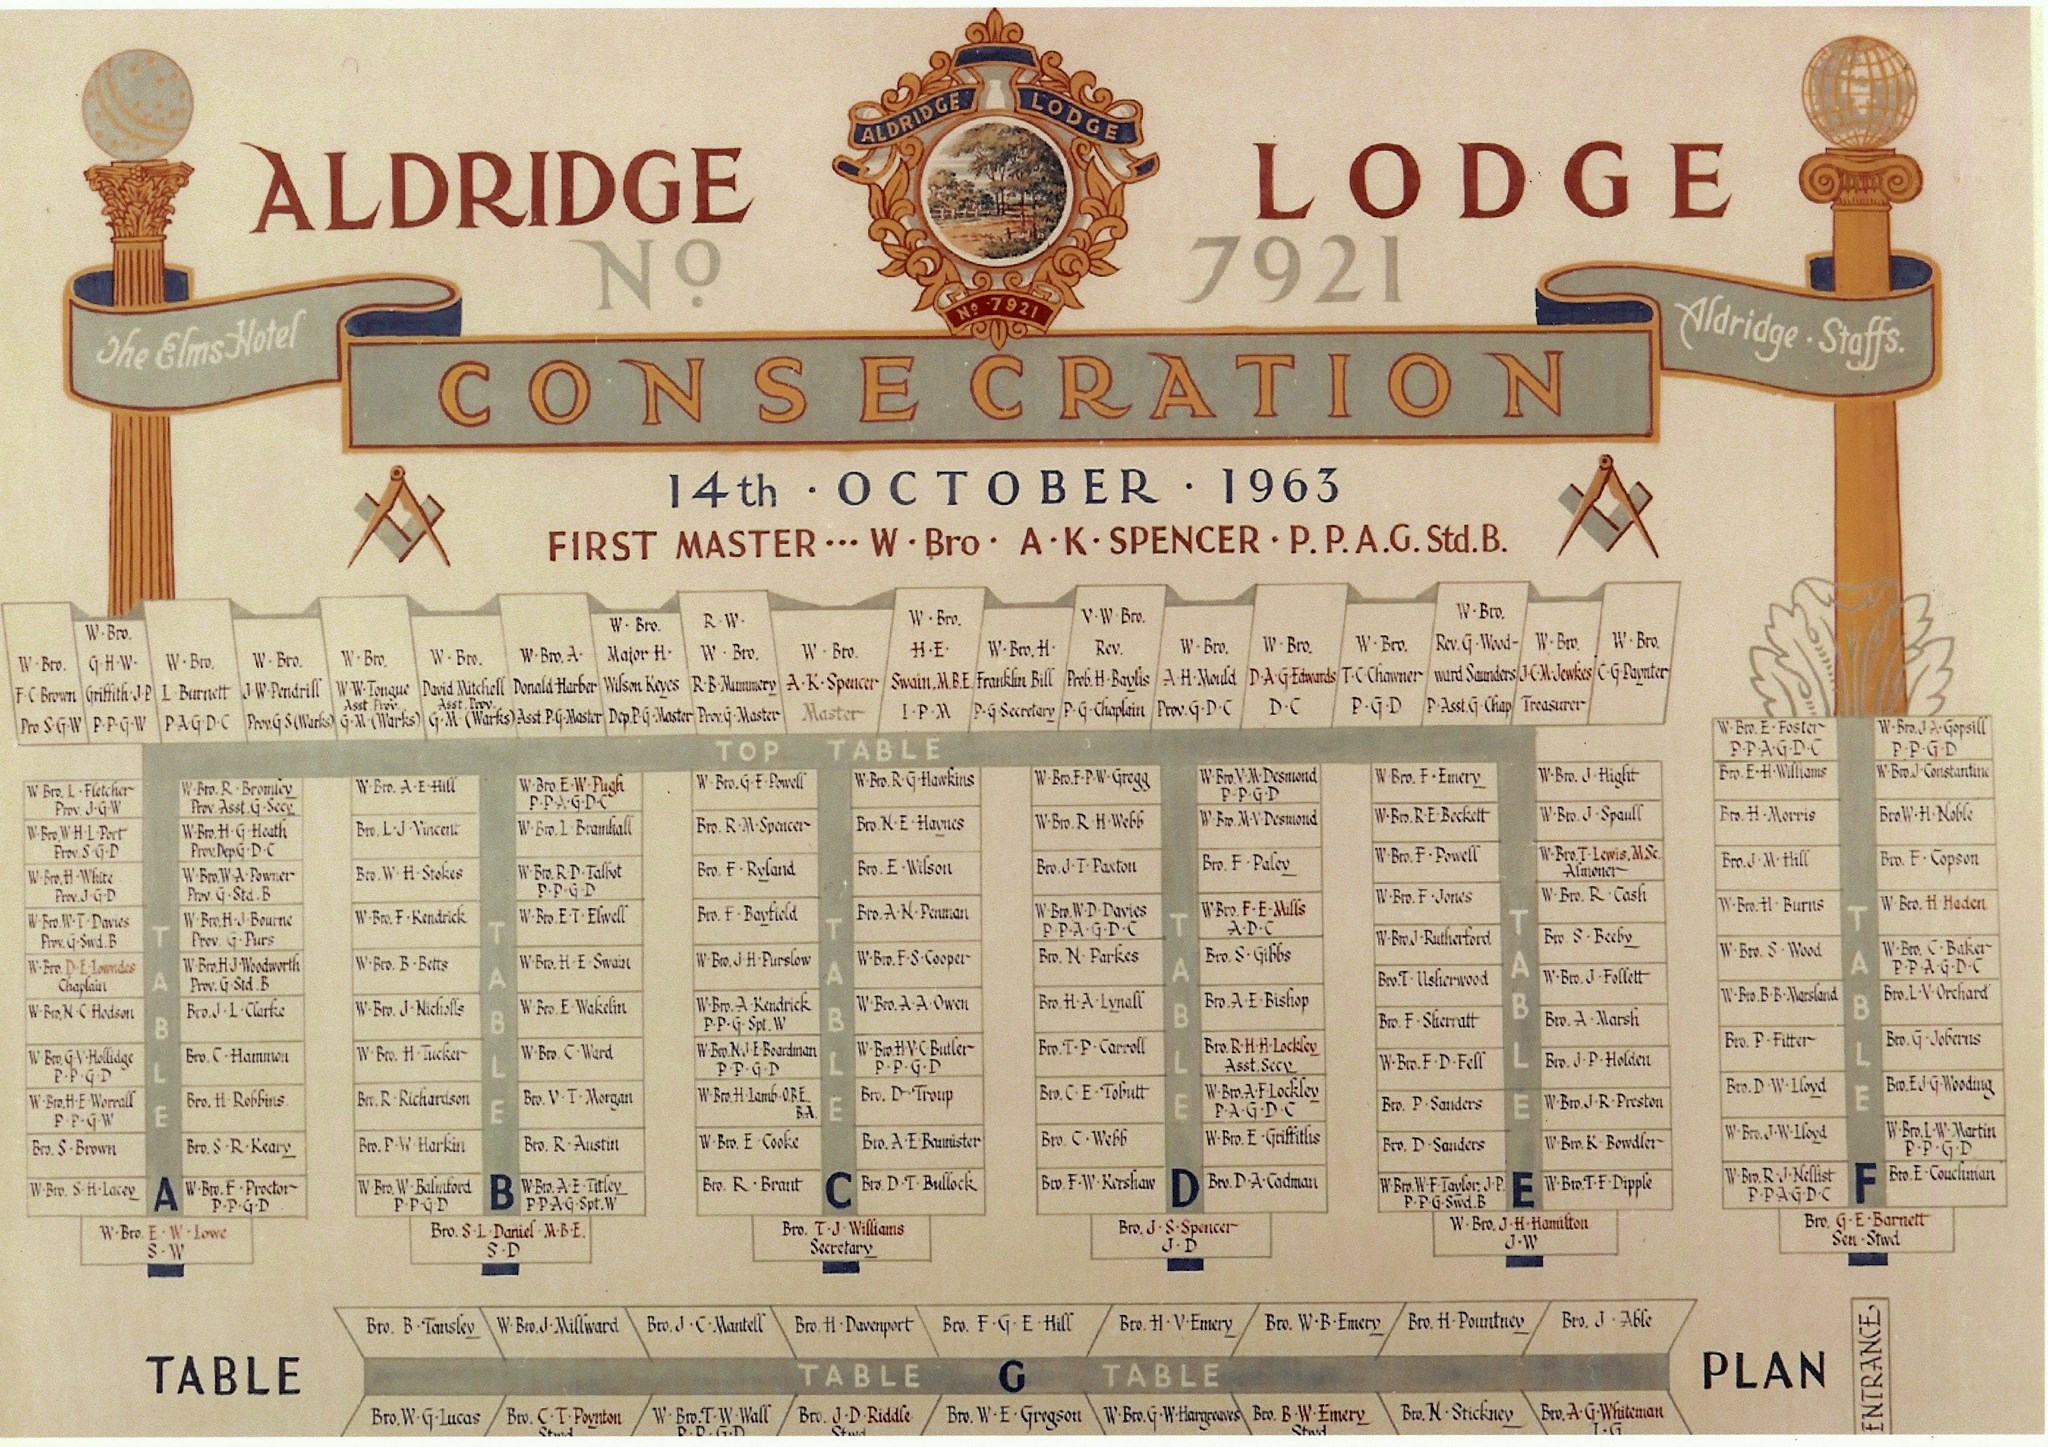 ALDRIDGE LODGE
ALDRIDGE LODGE
Nº 7921
Nº 7921
The Elms Hotel
Aldridge · Staffs.
CONSECRATION
14th · OCTOBER · 1963
FIRST MASTER ... W · Bro · A · K · SPENCER · P. P. A. G. Std. B.
W · Bro.
F · C · Brown
Pro S · G · W
W · Bro.
G · H · W ·
Griffith · J · P
P · P · G · W
W · Bro.
L · Burnett
P · A · G · D · C
W · Bro.
J · W · Pendrill
Prov. G · S (Warks)
W · Bro.
W · W · Tongue
Asst Prov.
G · M · (Warks)
W · Bro.
David Mitchell
Asst. Prov.
G · M · (Warks)
W · Bro. A ·
Donald Harber
Asst. P · G · Master
W · Bro.
Major H ·
Wilson Keyes
Dep. P · G · Master
R · W ·
W · Bro.
R · B · Mummery
Prov. G · Master
W · Bro.
A · K · Spencer
Master
W · Bro.
H · E ·
Swain, M.B.E.
I · P · M
W · Bro. H ·
Franklin Bill
P · G · Secretary
V · W · Bro.
Rev.
Preb. H · Baylis
P · G · Chaplain
W · Bro.
A · H · Mould
Prov. G · D · C
W · Bro.
D · A · G · Edwards
D · C
W · Bro.
T · C · Chawner
P · G · D
W · Bro.
Rev. G · Wood-
ward Saunders
P · Asst. G · Chap
W · Bro.
J · C · M · Jewkes
Treasurer
W · Bro.
C · G · Paynter
TOP TABLE
W · Bro. L · Fletcher
Prov. J · G · W
W · Bro. W · H · L · Port
Prov. S · G · D
W · Bro. H · White
Prov. J · G · D
W · Bro. W · T · Davies
Prov. G · Swd. B
W · Bro. D · E · Lowndes
Chaplain
W · Bro. N · C · Hodson
W · Bro. G · V · Hollidge
P · P · G · D
W · Bro. H · E · Worrall
P · P · G · W
Bro. S · Brown
W · Bro. S · H · Lacey
TABLE
A
W · Bro. R · Bromley
Prov. Asst. G · Secy
W · Bro. H · G · Heath
Prov. Dep. G · D · C
W · Bro. W · A · Powner
Prov. G · Std. B
W · Bro. H · J · Bourne
Prov. G · Purs
W · Bro. H · J · Woodworth
Prov. G · Std. B
Bro. J · L · Clarke
Bro. C · Hammon
Bro. H · Robbins
Bro. S · R · Keary
W · Bro. F · Proctor
P · P · G · D
W · Bro. E · W · Lowe
S · W
W · Bro. A · E · Hill
Bro. L · J · Vincent
Bro. W · H · Stokes
W · Bro. F · Kendrick
W · Bro. B · Betts
W · Bro. J · Nicholls
W · Bro. H · Tucker
Bro. R · Richardson
Bro. P · W · Harkin
W · Bro. W · Balmford
P · P · G · D
TABLE
B
W · Bro. E · W · Pugh
P · P · A · G · D · C
W · Bro. L · Bramhall
W · Bro. R · D · Talbot
P · P · G · D
W · Bro. E · T · Elwell
W · Bro. H · E · Swain
W · Bro. E · Wakelin
W · Bro. C · Ward
Bro. V · T · Morgan
Bro. R · Austin
W · Bro. A · E · Titley
P · P · A · G · Spt. W
Bro. S · L · Daniel · M · B · E.
S · D
W · Bro. G · E · Powell
Bro. R · M · Spencer
Bro. F · Ryland
Bro. F · Bayfield
W · Bro. J · H · Purslow
W · Bro. A · Kendrick
P · P · G · Spt. W
W · Bro. N · J · E · Boardman
P · P · G · D
W · Bro. H · Lamb · O.B.E.
B.A.
W · Bro. E · Cooke
Bro. R · Brant
TABLE
C
W · Bro. R · G · Hawkins
Bro. N · E · Haynes
Bro. E · Wilson
Bro. A · N · Penman
W · Bro. F · S · Cooper
W · Bro. A · A · Owen
W · Bro. H · V · C · Butler
P · P · G · D
Bro. D · Troup
Bro. A · E · Bannister
Bro. D · T · Bullock
Bro. T · J · Williams
Secretary
W · Bro. F · P · W · Gregg
W · Bro. R · H · Webb
Bro. J · T · Paxton
W · Bro. W · D · Davies
P · P · A · G · D · C
Bro. N · Parkes
Bro. H · A · Lynall
Bro. T · P · Carroll
Bro. C · E · Tobutt
Bro. C · Webb
Bro. F · W · Kershaw
TABLE
D
W · Bro. V · M · Desmond
P · P · G · D
W · Bro. M · V · Desmond
Bro. F · Paley
W · Bro. F · E · Mills
A · D · C
Bro. S · Gibbs
Bro. A · E · Bishop
Bro. R · H · H · Lockley
Asst. Secy
W · Bro. A · F · Lockley
P · A · G · D · C
W · Bro. E · Griffiths
Bro. D · A · Cadman
Bro. J · S · Spencer
J · D
W · Bro. F · Emery
W · Bro. R · E · Beckett
W · Bro. F · Powell
W · Bro. F · Jones
W · Bro. J · Rutherford
Bro. T · Usherwood
Bro. F · Sherratt
W · Bro. F · D · Fell
Bro. P · Sanders
Bro. D · Sanders
W · Bro. W · F · Taylor; J · P.
P · P · G · Swd. B
TABLE
E
W · Bro. J · Hight
W · Bro. J · Spaull
W · Bro. T · Lewis, M.Sc.
Almoner
W · Bro. R · Cash
Bro. S · Beeby
W · Bro. J · Follett
Bro. A · Marsh
Bro. J · P · Holden
W · Bro. J · R · Preston
W · Bro. K · Bowdler
W · Bro. T · F · Dipple
W · Bro. J · H · Hamilton
J · W
W · Bro. E · Foster
P · P · A · G · D · C
Bro. E · H · Williams
Bro. H · Morris
Bro. J · M · Hill
W · Bro. H · Burns
W · Bro. S · Wood
W · Bro. B · B · Marsland
Bro. P · Fitter
Bro. D · W · Lloyd
W · Bro. J · W · Lloyd
W · Bro. R · J · Nellist
P · P · A · G · D · C
TABLE
F
W · Bro. J · A · Gopsill
P · P · G · D
W · Bro. J · Constantine
Bro. W · H · Noble
Bro. F · Copson
W · Bro. H · Haden
W · Bro. C · Baker
P · P · A · G · D · C
Bro. L · V · Orchard
Bro. G · Joberns
Bro. E · J · G · Wooding
W · Bro. L · W · Martin
P · P · G · D
Bro. E · Couchman
Bro. G · E · Barnett
Sen · Stwd
Bro. B · Tansley
W · Bro. J · Millward
Bro. J · C · Mantell
Bro. H · Davenport
Bro. F · G · E · Hill
Bro. H · V · Emery
Bro. W · B · Emery
Bro. H · Pountney
Bro. J · Able
TABLE G TABLE
TABLE PLAN
ENTRANCE
Bro. W · G · Lucas
Bro. C · T · Poynton
Stwd
W · Bro. T · W · Wall
P · P · G · D
Bro. J · D · Riddle
Stwd.
Bro. W · E · Gregson
W · Bro. G · W · Hargreaves
Bro. B · W · Emery
Stwd
Bro. N · Stickney
Bro. A · G · Whiteman
I · G